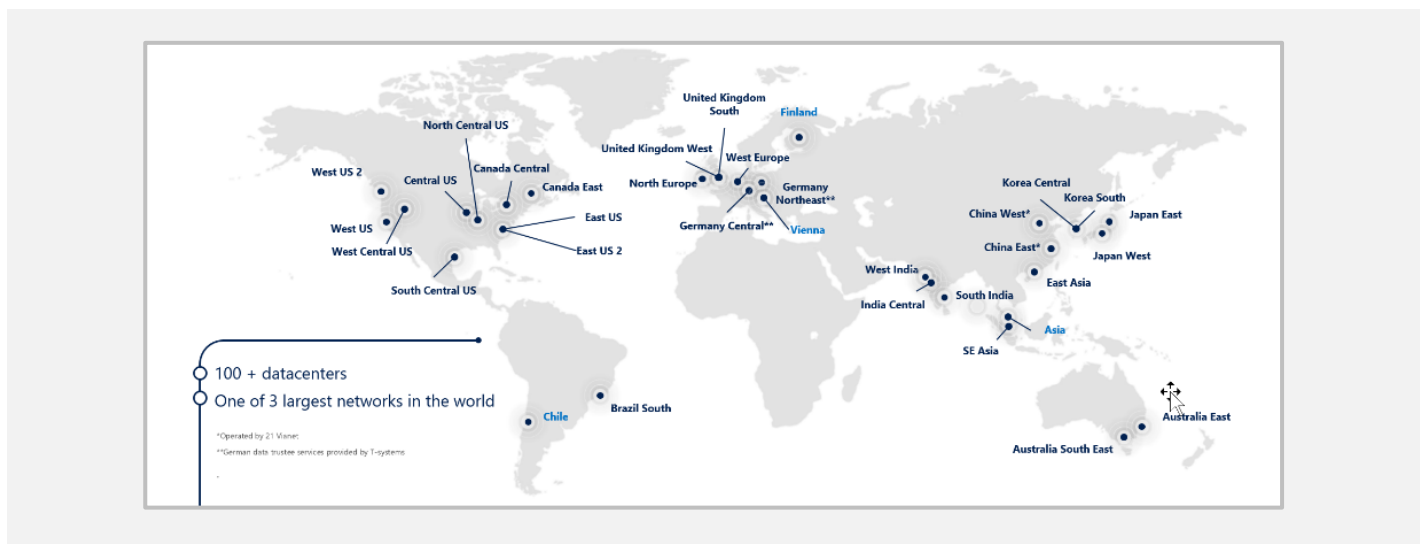 United Kingdom
South
Finland
North Central US
United Kingdom West
West Europe
West US 2
Central US
Canada Central
Canada East
North Europe
Germany
Northeast**
Korea Central
Korea South
China West*
Japan East
West US
East US
Germany Central**
Vienna
West Central US
East US 2
China East*
Japan West
West India
South Central US
India Central
South India
East Asia
Asia
SE Asia
100 + datacenters
One of 3 largest networks in the world
Chile
Brazil South
Australia East
*Operated by 21 Vianet
**German data trustee services provided by T-systems
Australia South East